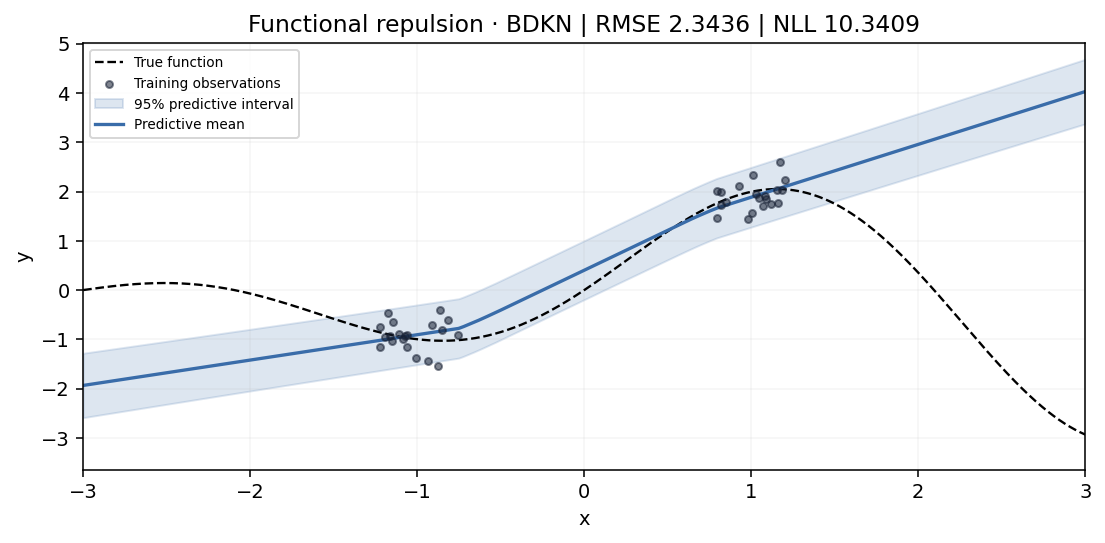 Functional repulsion · BDKN | RMSE 2.3436 | NLL 10.3409
True function
Training observations
95% predictive interval
Predictive mean
5
4
3
2
1
0
−1
−2
−3
y
−3
−2
−1
0
1
2
3
x